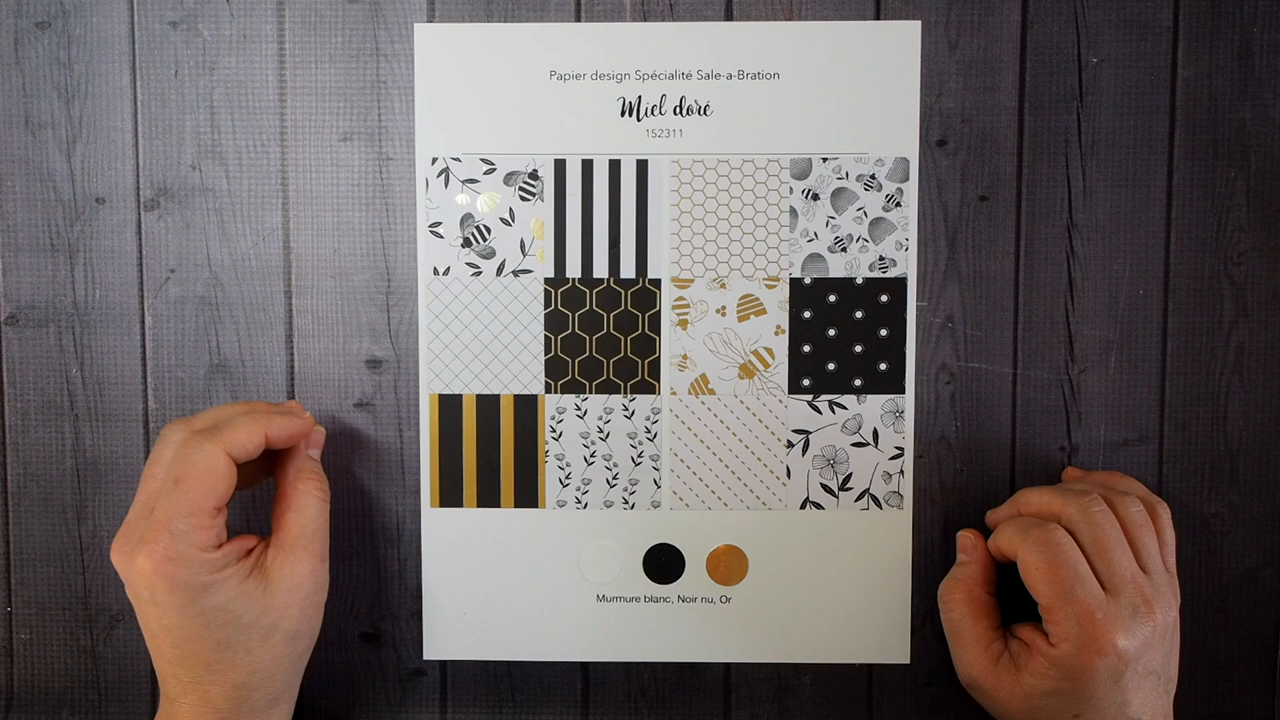 Papier design Spécialité Sale-a-Bration
Miel doré
152311
Murmure blanc, Noir nu, Or